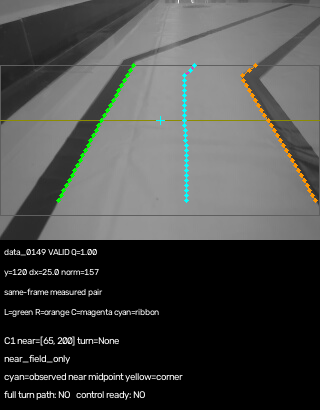 data_0149 VALID Q=1.00
y=120 dx=25.0 norm=157
same-frame measured pair
L=green R=orange C=magenta cyan=ribbon
C1 near=[65, 200] turn=None
near_field_only
cyan=observed near midpoint yellow=corner
full turn path: NO control ready: NO